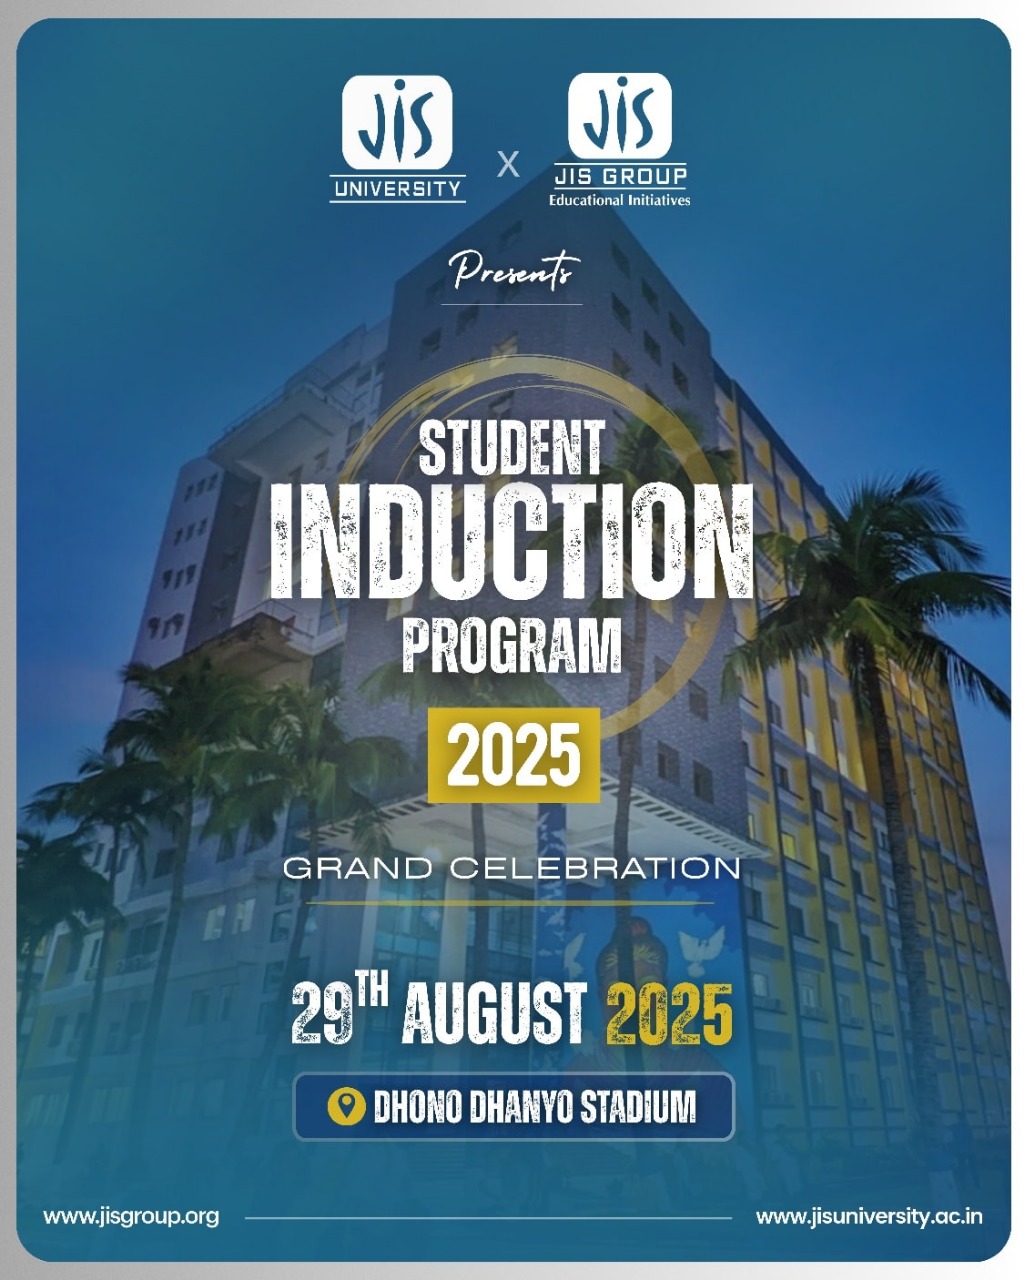 JIS
UNIVERSITY
X
JIS
JIS GROUP
Educational Initiatives
Presents
STUDENT
INDUCTION
PROGRAM
2025
GRAND CELEBRATION
29TH AUGUST 2025
DHONO DHANYO STADIUM
www.jisgroup.org
www.jisuniversity.ac.in